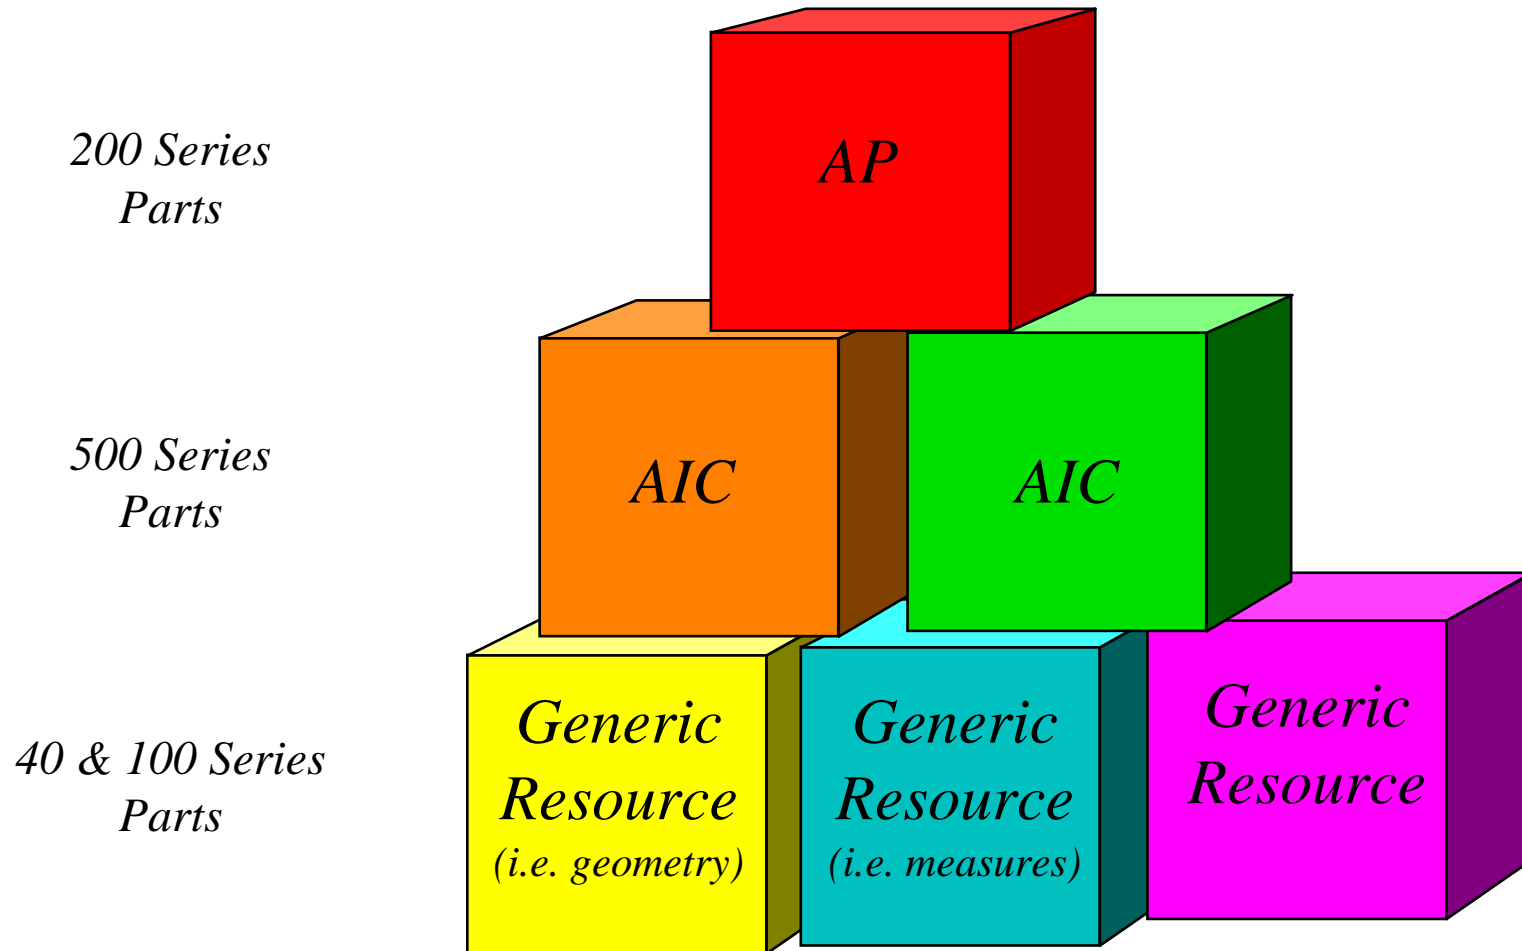 200 Series
Parts
AP
500 Series
Parts
AIC
AIC
40 & 100 Series
Parts
Generic
Resource
(i.e. geometry)
Generic
Resource
(i.e. measures)
Generic
Resource